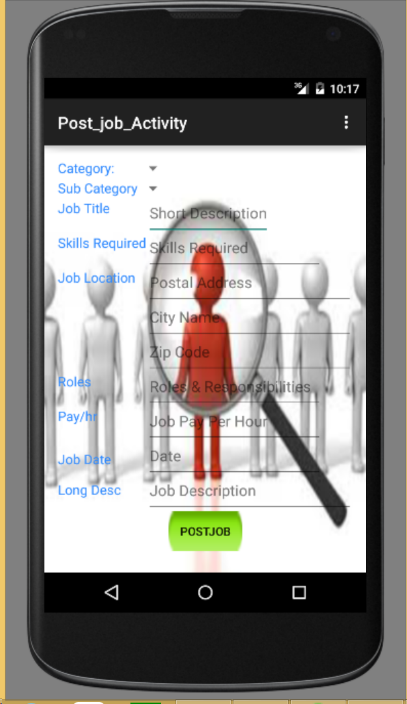 3G 10:17
Post_job_Activity
Category:
Sub Category
Job Title Short Description
Skills Required Skills Required
Job Location Postal Address
City Name
Zip Code
Roles Roles & Responsibilities
Pay/hr Job Pay Per Hour
Job Date Date
Long Desc Job Description
POSTJOB